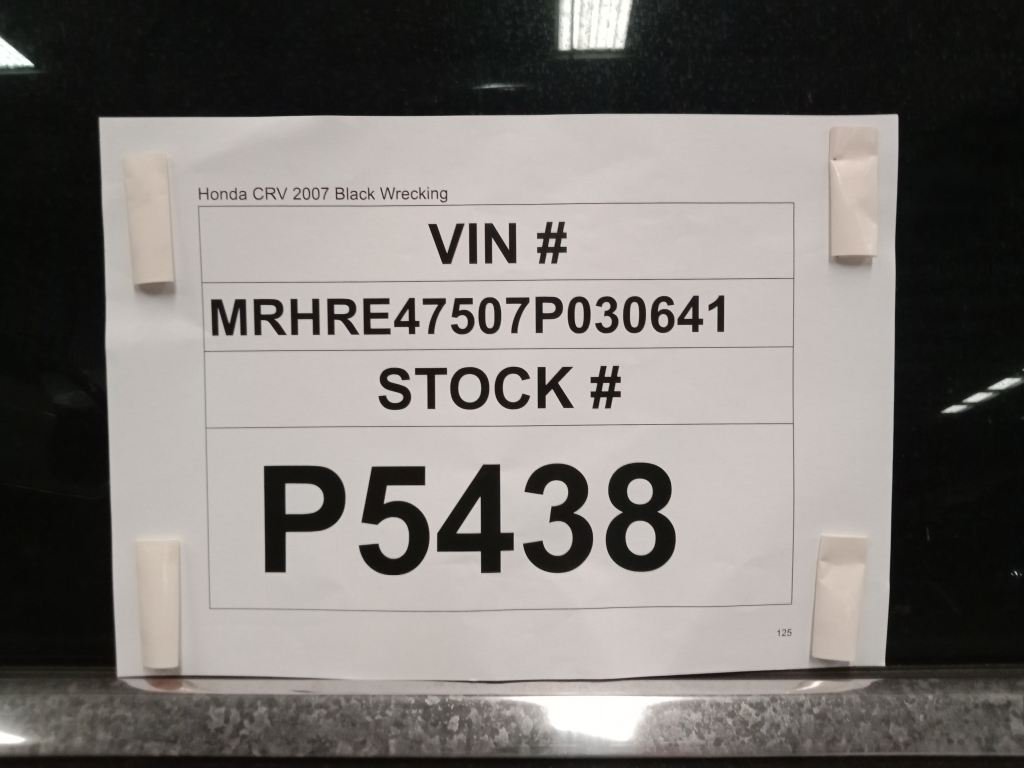 Honda CRV 2007 Black Wrecking
VIN #
MRHRE47507P030641
STOCK #
P5438
125